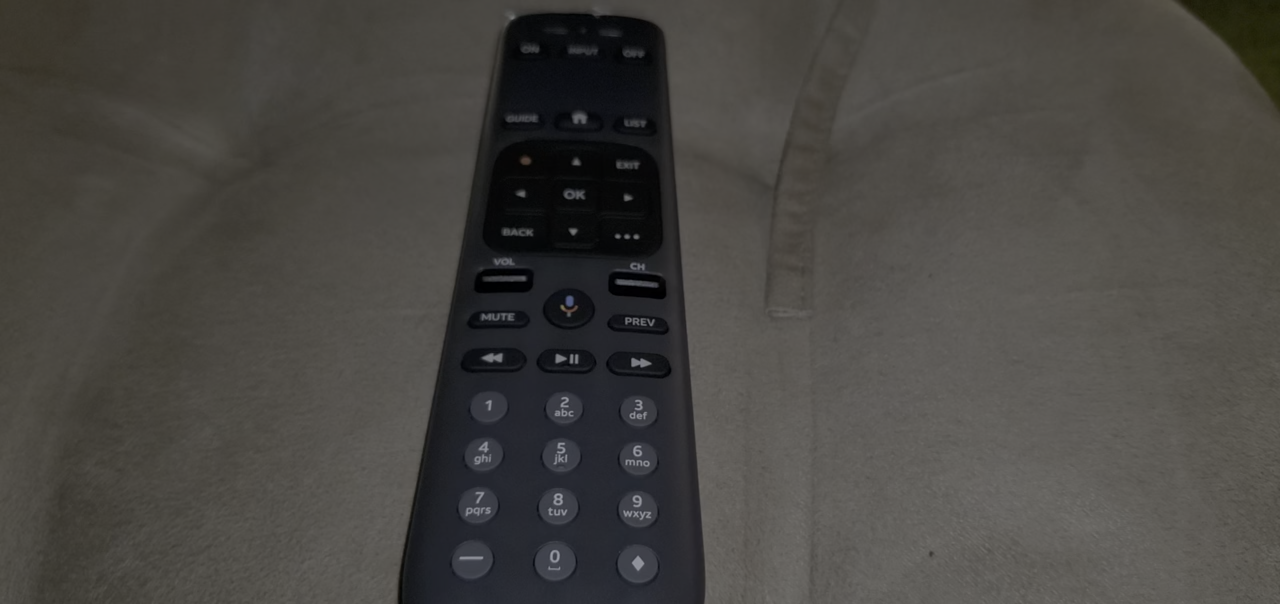 ON INPUT OFF
GUIDE LIST
EXIT
OK
BACK
VOL CH
MUTE PREV
1 2 3
abc def
4 5 6
ghi jkl mno
7 8 9
pqrs tuv wxyz
0